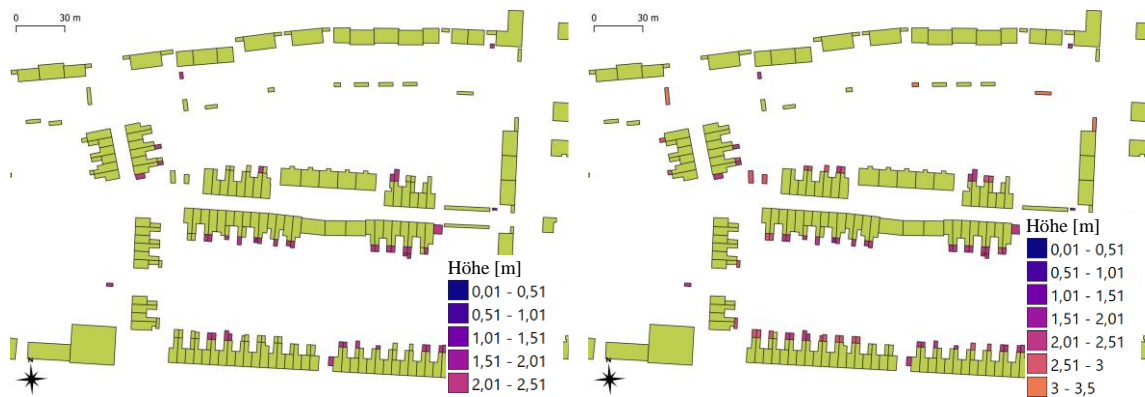 0 30 m
0 30 m
Höhe [m]
0,01 - 0,51
0,51 - 1,01
1,01 - 1,51
1,51 - 2,01
2,01 - 2,51
N
Höhe [m]
0,01 - 0,51
0,51 - 1,01
1,01 - 1,51
1,51 - 2,01
2,01 - 2,51
2,51 - 3
3 - 3,5
N